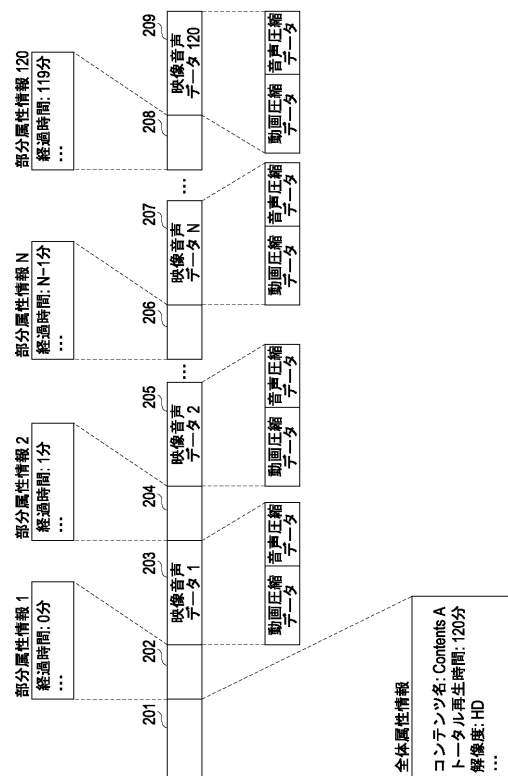 部分属性情報 1
経過時間: 0分
…
部分属性情報 2
経過時間: 1分
…
部分属性情報 N
経過時間: N−1分
…
部分属性情報 120
経過時間: 119分
…
201
202
203
204
205
206
207
208
209
映像音声
データ 1
映像音声
データ 2
…
映像音声
データ N
…
映像音声
データ 120
動画圧縮
データ
音声圧縮
データ
動画圧縮
データ
音声圧縮
データ
動画圧縮
データ
音声圧縮
データ
動画圧縮
データ
音声圧縮
データ
全体属性情報
コンテンツ名: Contents A
トータル再生時間: 120分
解像度: HD
…